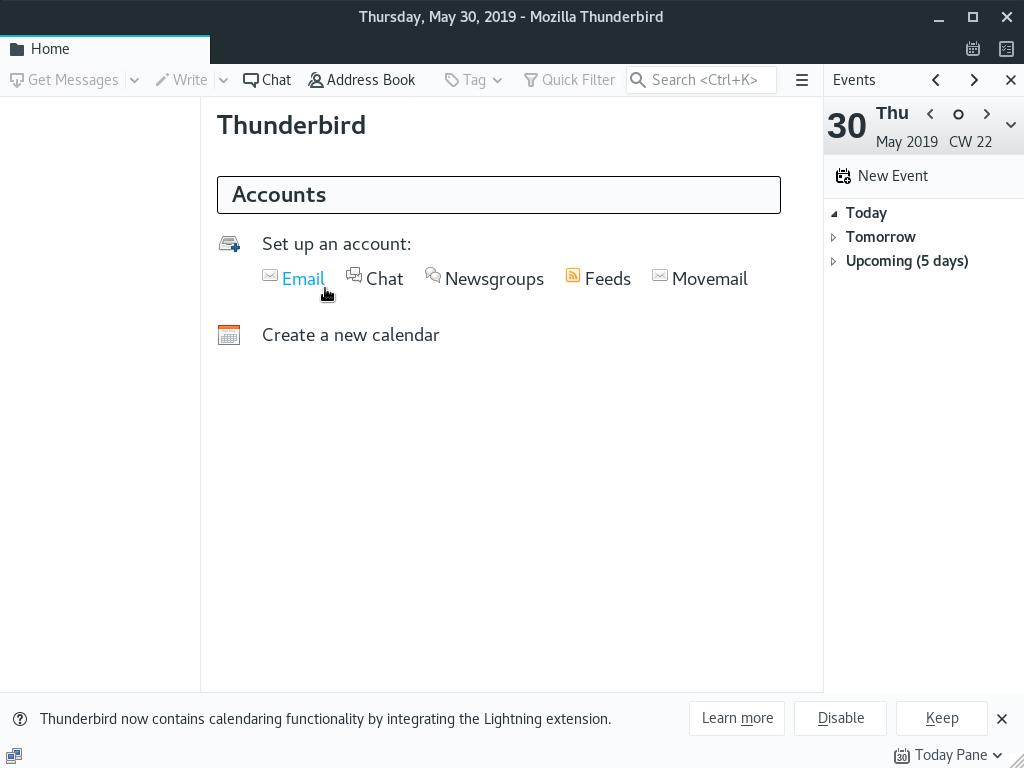 Thursday, May 30, 2019 - Mozilla Thunderbird
Home
Get Messages
Write
Chat
Address Book
Tag
Quick Filter
Search <Ctrl+K>
Events
Thunderbird
30
Thu
May 2019 CW 22
Accounts
New Event
Set up an account:
Today
Tomorrow
Upcoming (5 days)
Email Chat Newsgroups Feeds Movemail
Create a new calendar
Thunderbird now contains calendaring functionality by integrating the Lightning extension.
Learn more
Disable
Keep
30 Today Pane